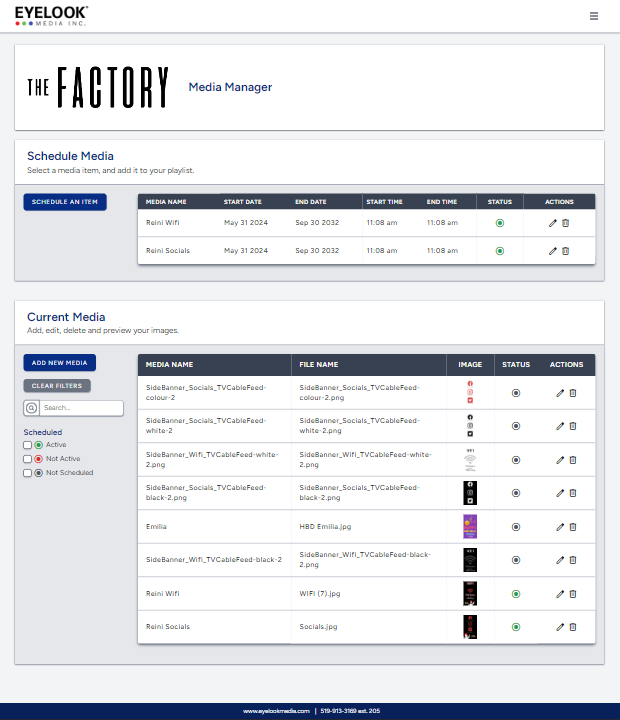 EYELOOK
MEDIA INC.
THE FACTORY
Media Manager
Schedule Media
Select a media item, and add it to your playlist.
SCHEDULE AN ITEM
MEDIA NAME START DATE END DATE START TIME END TIME STATUS ACTIONS
Reini Wifi May 31 2024 Sep 30 2032 11:08 am 11:08 am
Reini Socials May 31 2024 Sep 30 2032 11:08 am 11:08 am
Current Media
Add, edit, delete and preview your images.
ADD NEW MEDIA
CLEAR FILTERS
Search...
Scheduled
Active
Not Active
Not Scheduled
MEDIA NAME FILE NAME IMAGE STATUS ACTIONS
SideBanner_Socials_TVCableFeed-
colour-2
SideBanner_Socials_TVCableFeed-
colour-2.png
SideBanner_Socials_TVCableFeed-
white-2
SideBanner_Socials_TVCableFeed-
white-2.png
SideBanner_Wifi_TVCableFeed-white-
2.png
SideBanner_Wifi_TVCableFeed-white-
2.png
WIFI
SideBanner_Socials_TVCableFeed-
black-2.png
SideBanner_Socials_TVCableFeed-
black-2.png
Emilia HBD Emilia.jpg
SideBanner_Wifi_TVCableFeed-black-2
SideBanner_Wifi_TVCableFeed-black-
2.png
Reini Wifi WIFI (7).jpg
Reini Socials Socials.jpg
www.eyelookmedia.com | 519-913-3169 ext. 205